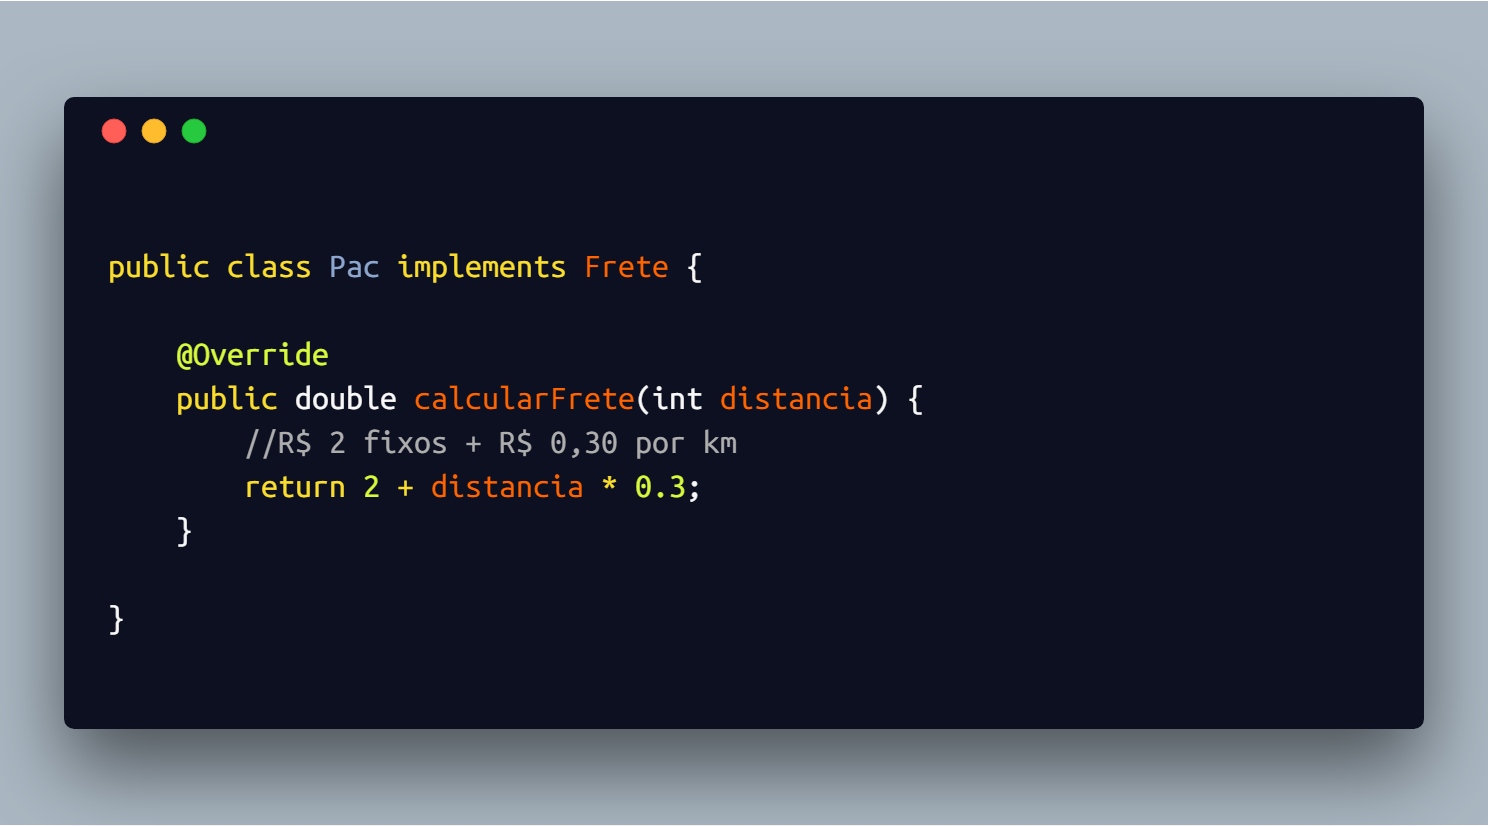 public class Pac implements Frete {
@Override
public double calcularFrete(int distancia) {
//R$ 2 fixos + R$ 0,30 por km
return 2 + distancia * 0.3;
}
}